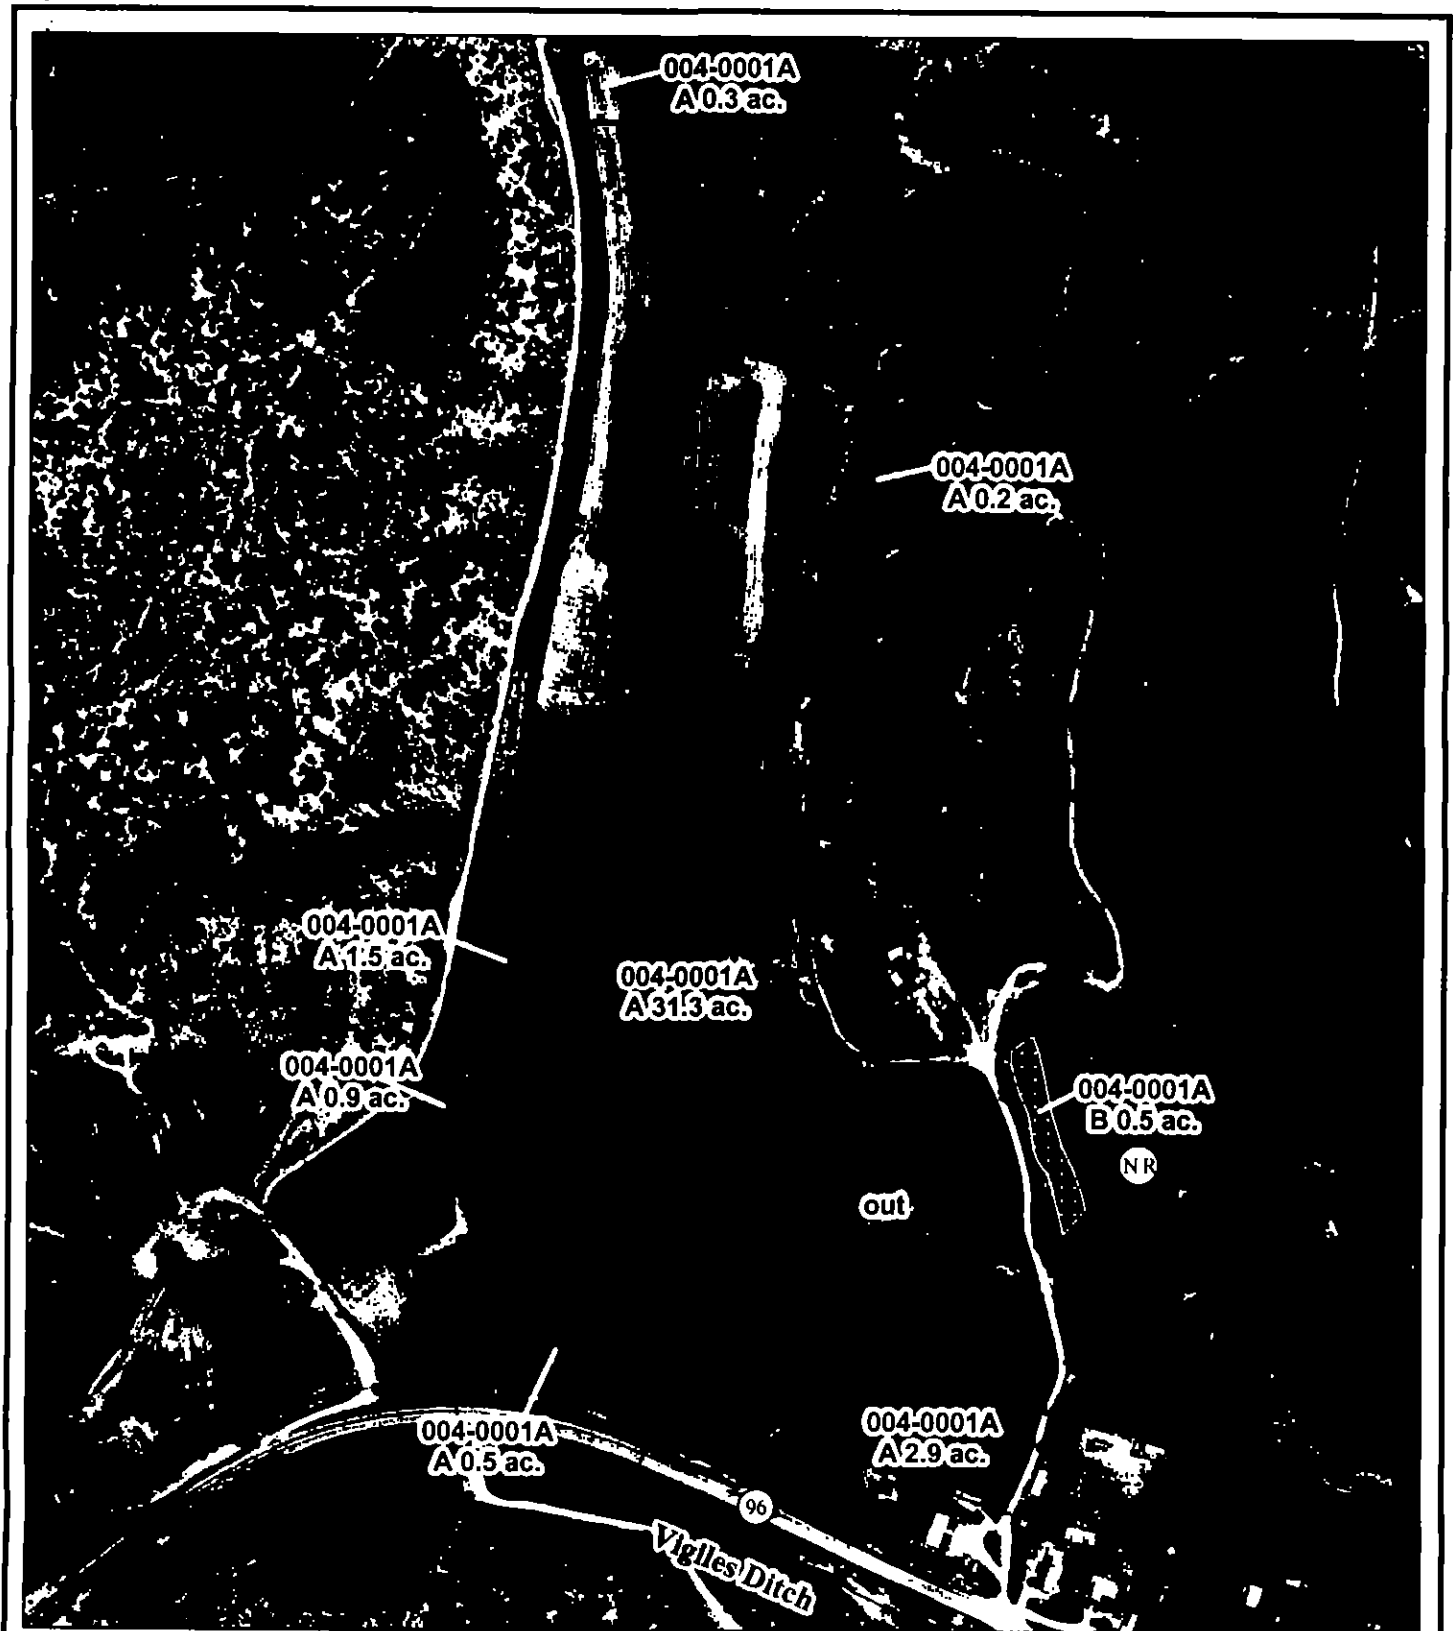 004-0001A
A 0.3 ac.
004-0001A
A 0.2 ac.
004-0001A
A 1.5 ac.
004-0001A
A 31.3 ac.
004-0001A
A 0.9 ac.
004-0001A
B 0.5 ac.
NR
out
004-0001A
A 0.5 ac.
004-0001A
A 2.9 ac.
96
Vigiles Ditch